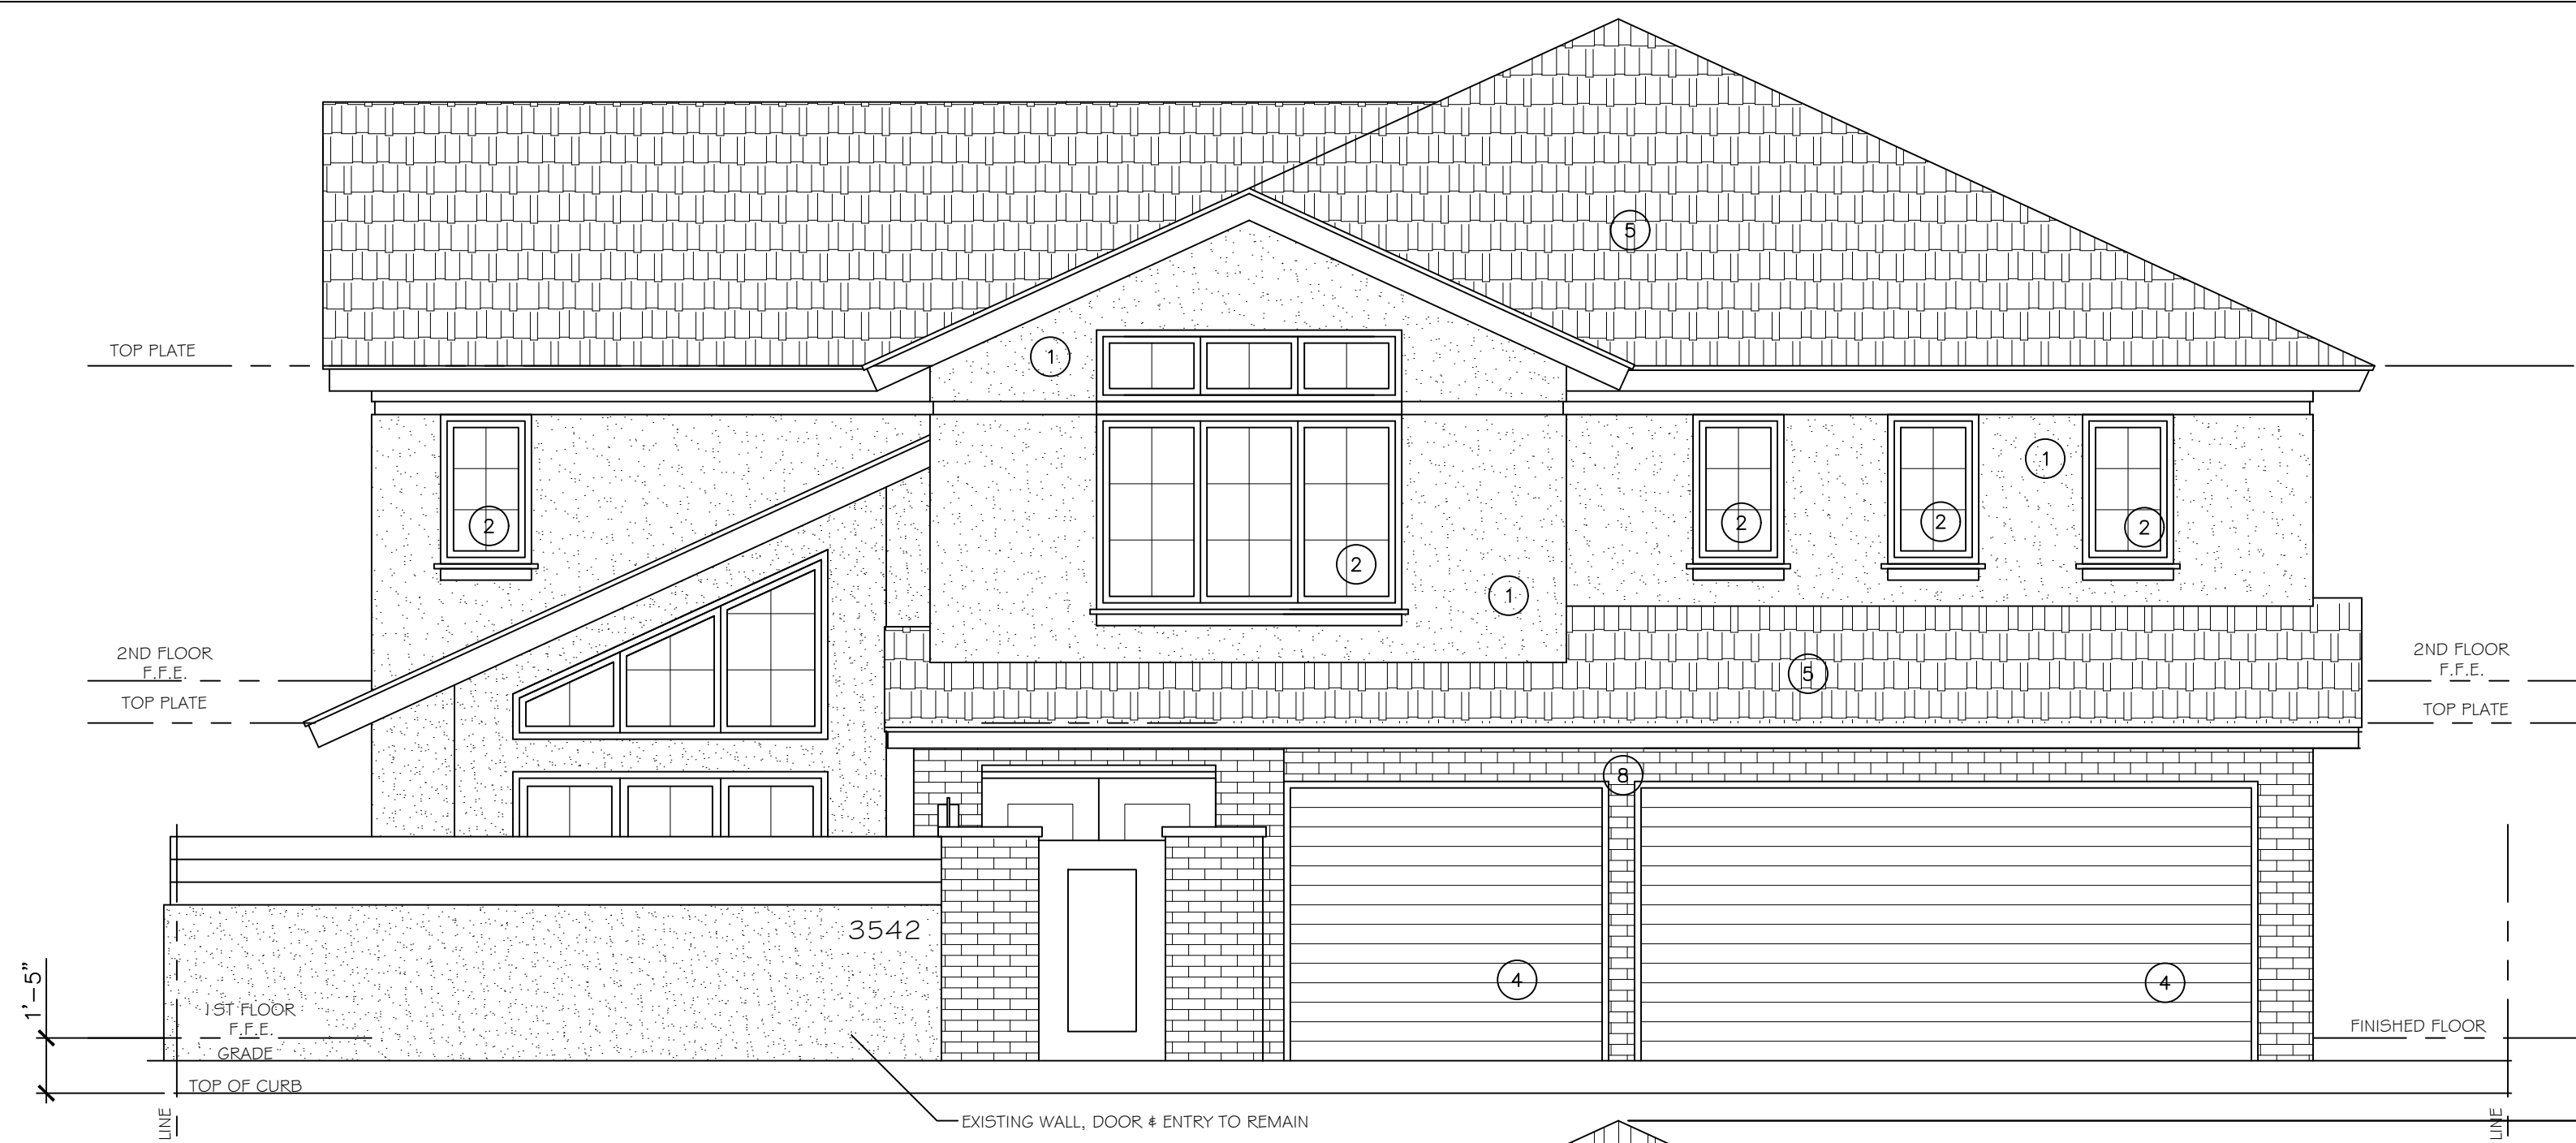 5
TOP PLATE
1
1
2
2
2
2
2
1
2ND FLOOR
F.F.E.
2ND FLOOR
F.F.E.
5
TOP PLATE
TOP PLATE
8
3542
1'-5"
4
4
1ST FLOOR
F.F.E.
FINISHED FLOOR
GRADE
TOP OF CURB
LINE
EXISTING WALL, DOOR & ENTRY TO REMAIN
LINE